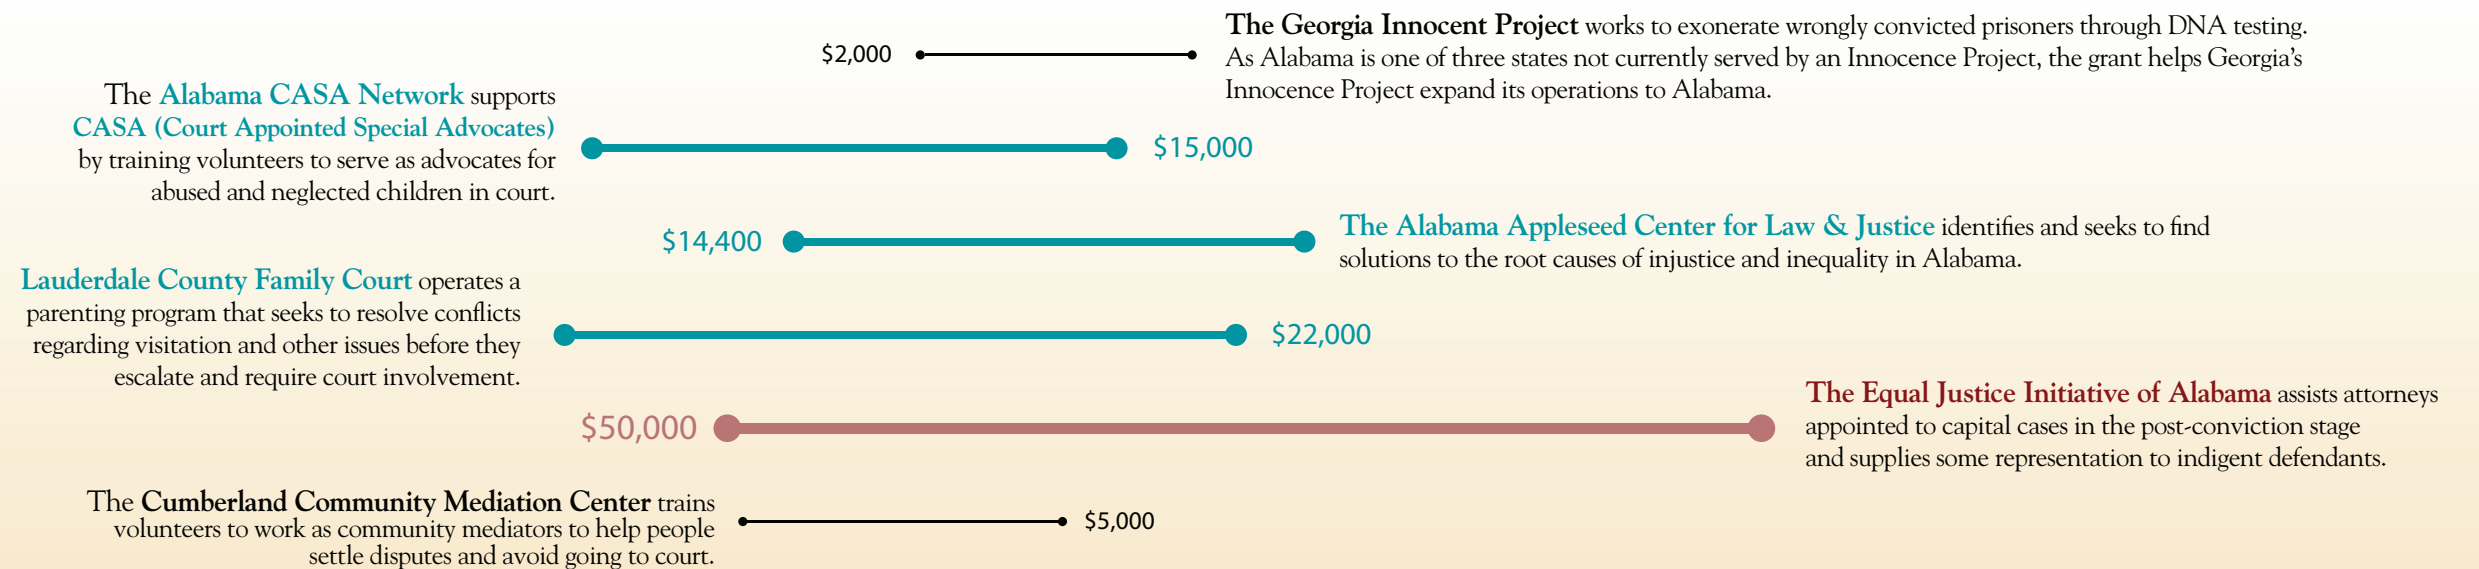 $2,000
The Georgia Innocent Project works to exonerate wrongly convicted prisoners through DNA testing.
As Alabama is one of three states not currently served by an Innocence Project, the grant helps Georgia’s
Innocence Project expand its operations to Alabama.
The Alabama CASA Network supports
CASA (Court Appointed Special Advocates)
by training volunteers to serve as advocates for
abused and neglected children in court.
$15,000
$14,400
The Alabama Appleseed Center for Law & Justice identifies and seeks to find
solutions to the root causes of injustice and inequality in Alabama.
Lauderdale County Family Court operates a
parenting program that seeks to resolve conflicts
regarding visitation and other issues before they
escalate and require court involvement.
$22,000
$50,000
The Equal Justice Initiative of Alabama assists attorneys
appointed to capital cases in the post-conviction stage
and supplies some representation to indigent defendants.
The Cumberland Community Mediation Center trains
volunteers to work as community mediators to help people
settle disputes and avoid going to court.
$5,000